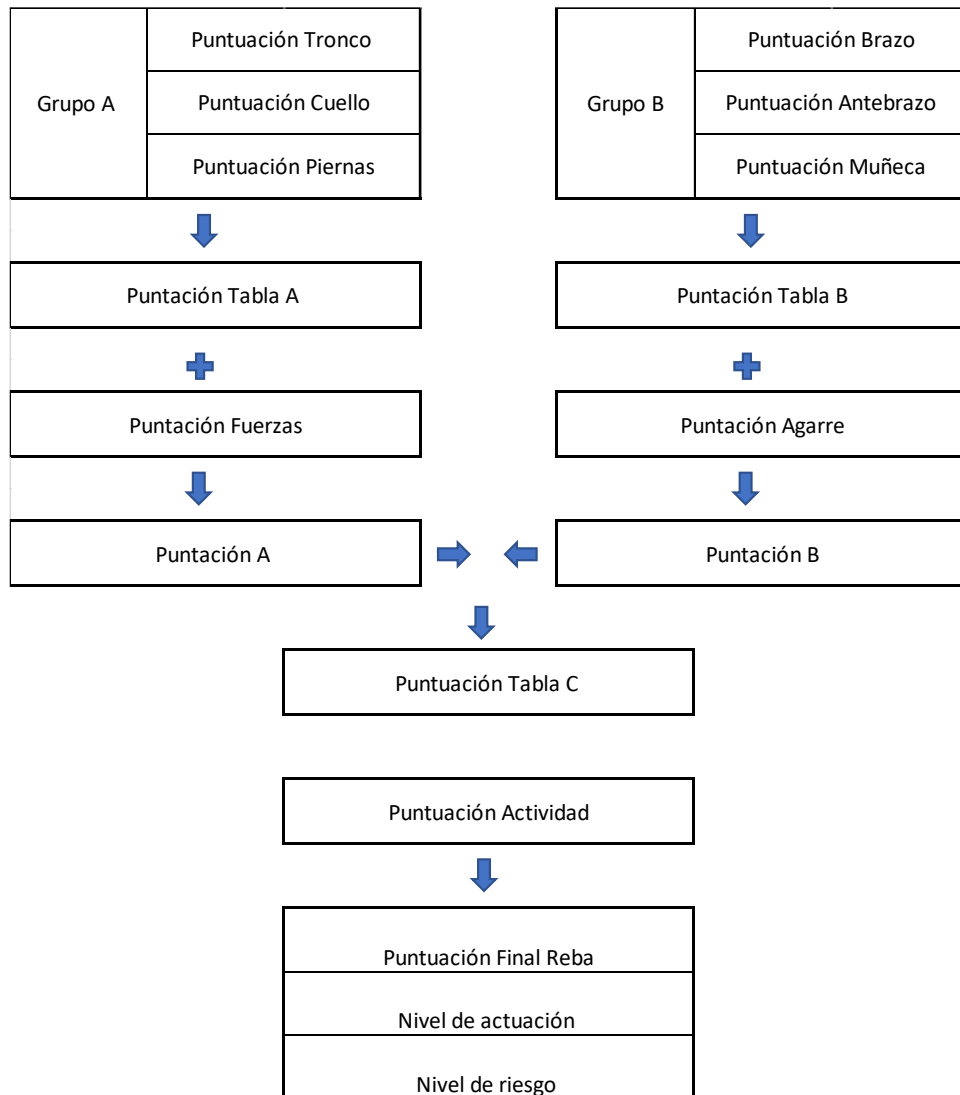 Grupo A
Puntuación Tronco
Puntuación Cuello
Puntuación Piernas
Grupo B
Puntuación Brazo
Puntuación Antebrazo
Puntuación Muñeca
Puntación Tabla A
Puntación Tabla B
Puntación Fuerzas
Puntación Agarre
Puntación A
Puntación B
Puntuación Tabla C
Puntuación Actividad
Puntuación Final Reba
Nivel de actuación
Nivel de riesgo